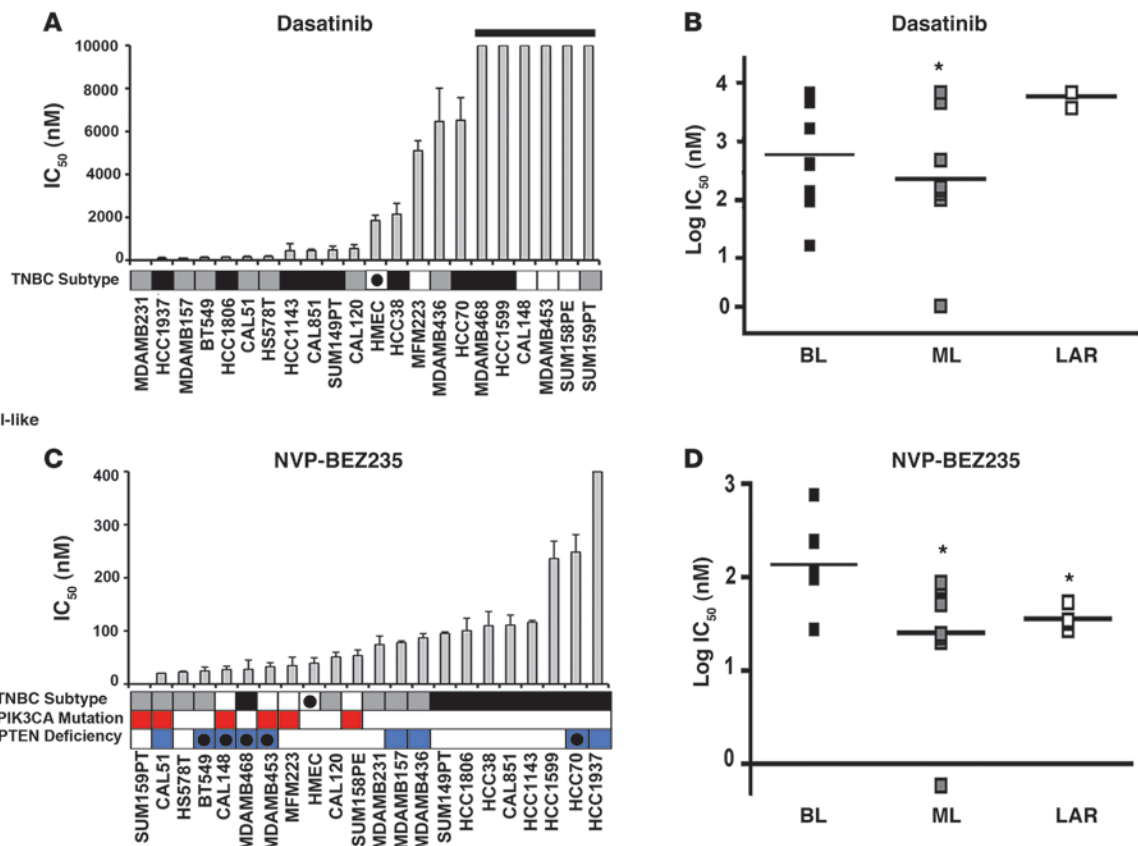 A
Dasatinib
IC50 (nM)
10000
8000
6000
4000
2000
0
TNBC Subtype
MDAMB231
HCC1937
MDAMB157
BT549
HCC1806
CAL51
HS578T
HCC1143
CAL851
SUM149PT
CAL120
HMEC
HCC38
MFM223
MDAMB436
HCC70
MDAMB468
HCC1599
CAL148
MDAMB453
SUM158PE
SUM159PT
B
Dasatinib
Log IC50 (nM)
4
3
2
1
0
*
BL
ML
LAR
l-like
C
NVP-BEZ235
IC50 (nM)
400
300
200
100
0
TNBC Subtype
PIK3CA Mutation
PTEN Deficiency
SUM159PT
CAL51
HS578T
BT549
CAL148
MDAMB468
MDAMB453
MFM223
HMEC
CAL120
SUM158PE
MDAMB231
MDAMB157
MDAMB436
SUM149PT
HCC1806
HCC38
CAL851
HCC1143
HCC1599
HCC70
HCC1937
D
NVP-BEZ235
Log IC50 (nM)
3
2
1
0
*
*
BL
ML
LAR